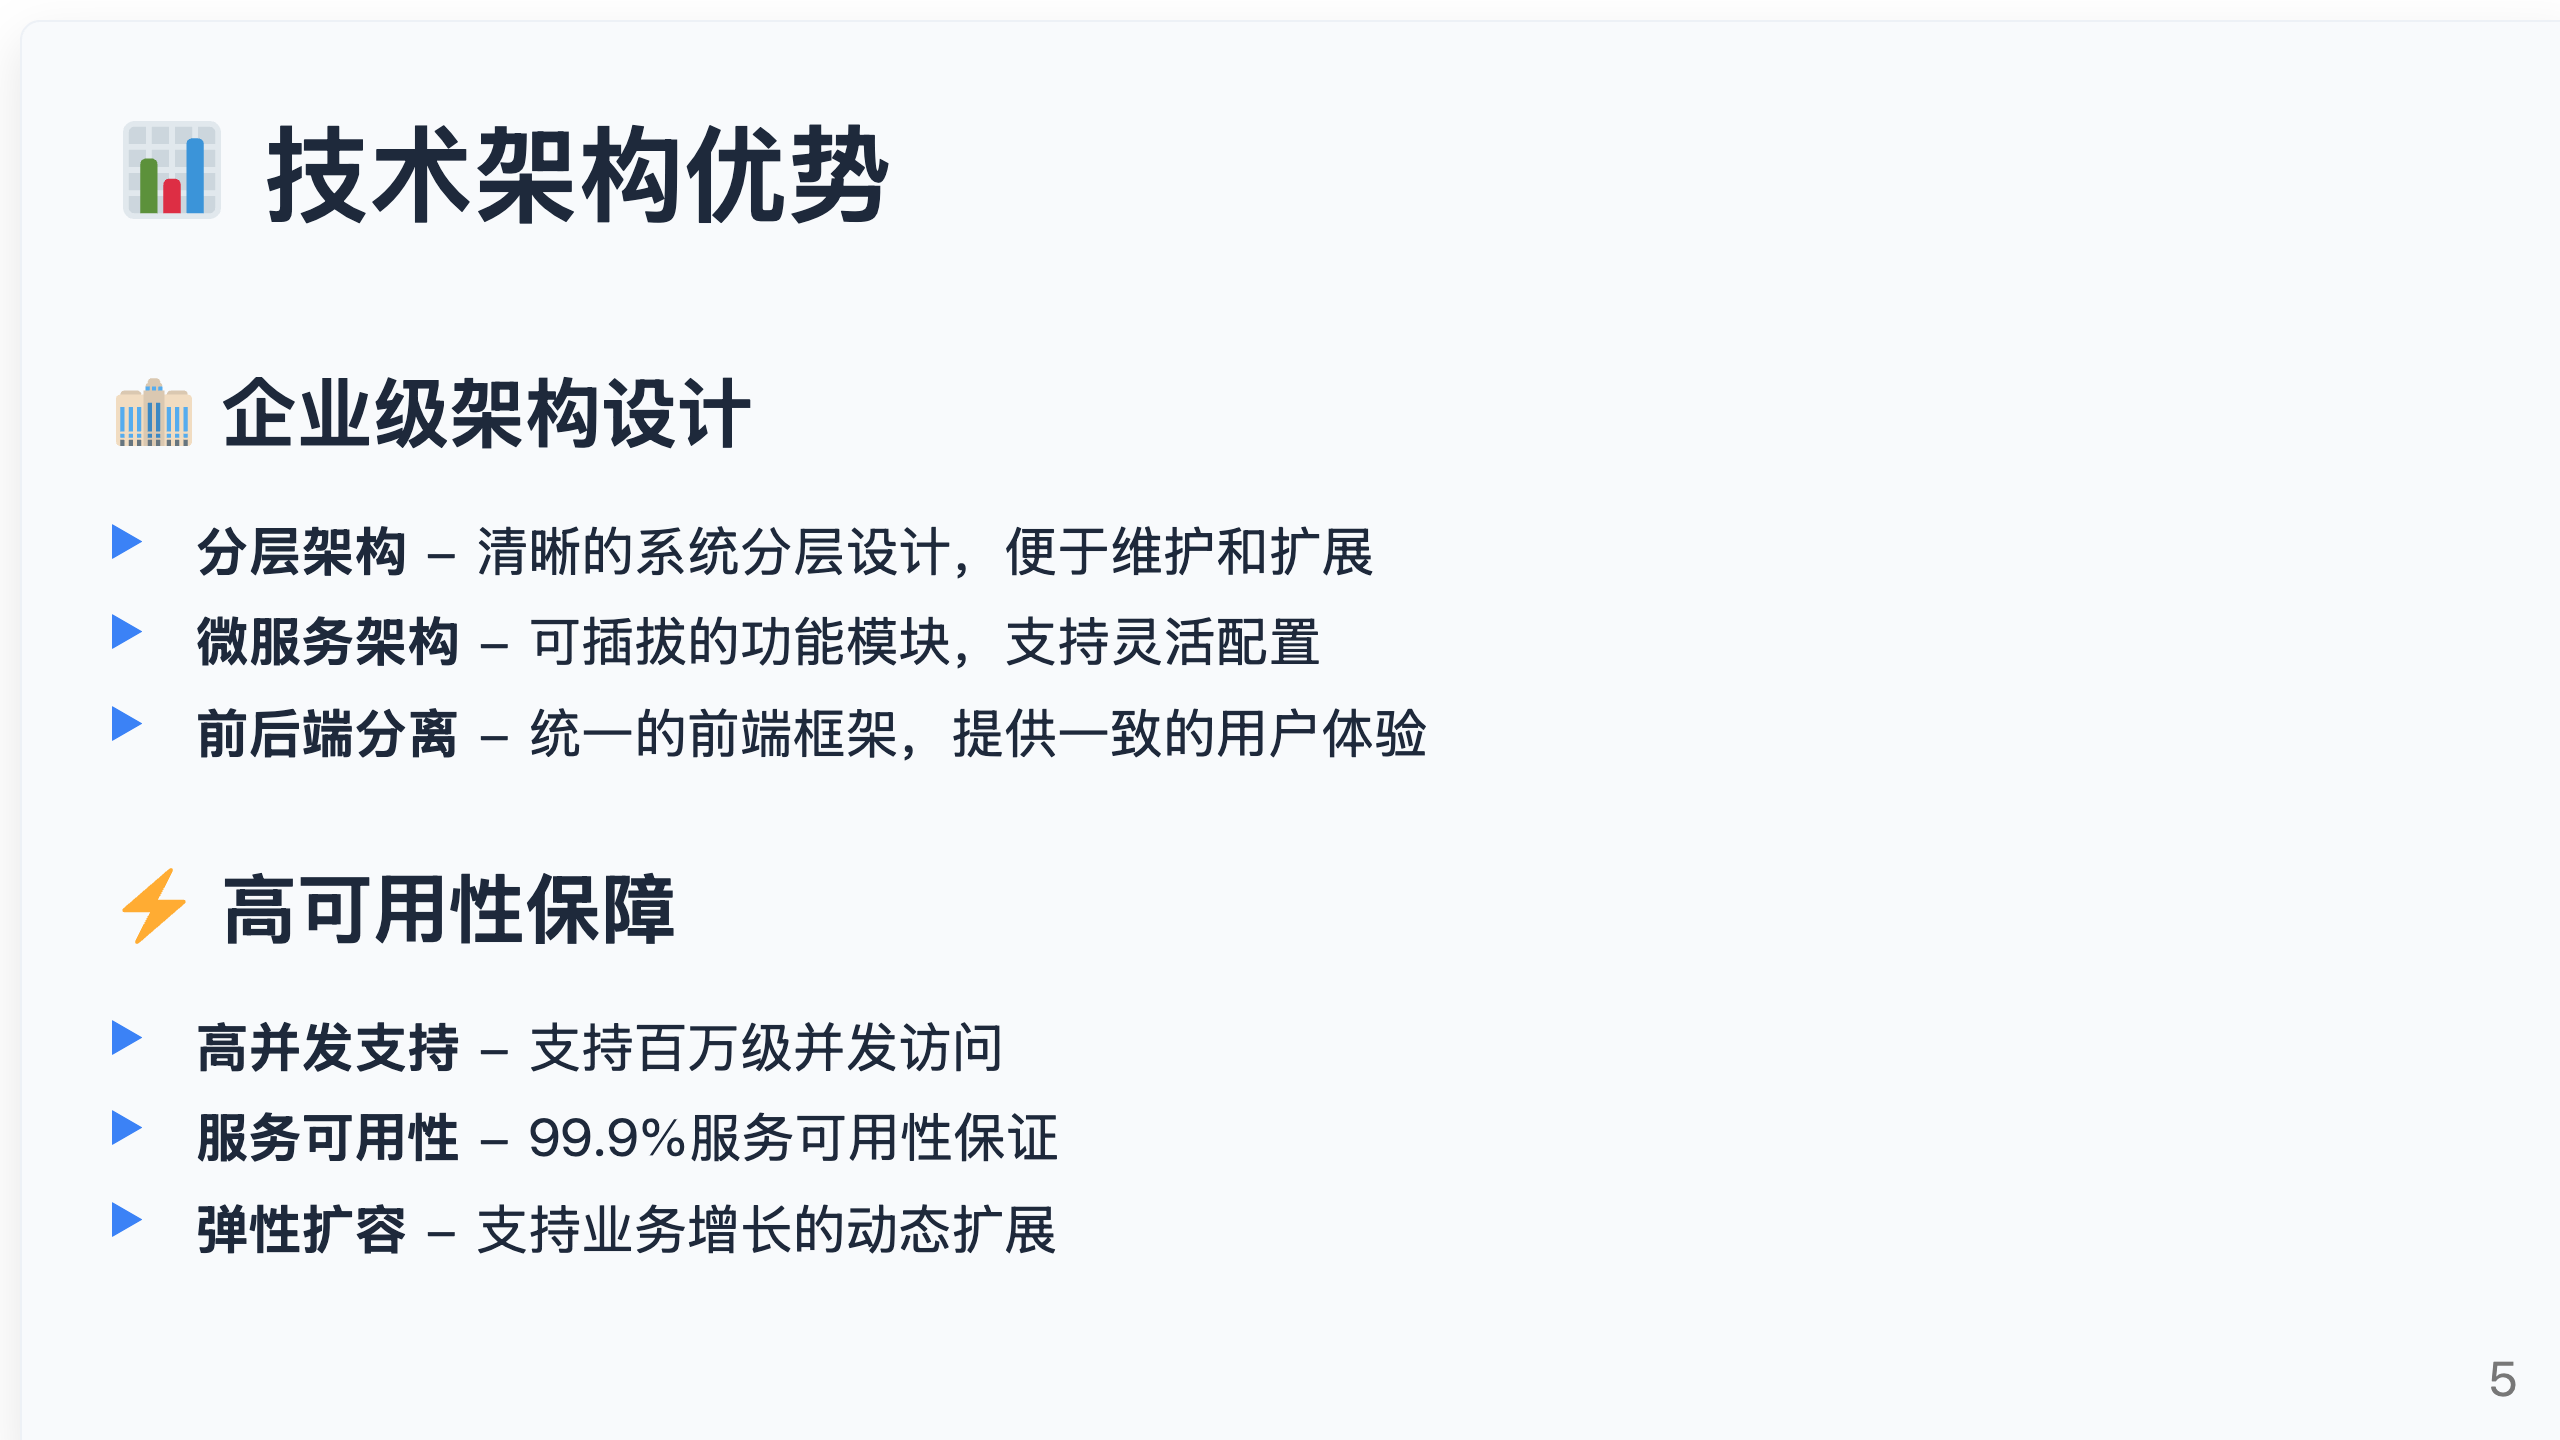 技术架构优势
企业级架构设计
分层架构 – 清晰的系统分层设计，便于维护和扩展
微服务架构 – 可插拔的功能模块，支持灵活配置
前后端分离 – 统一的前端框架，提供一致的用户体验
高可用性保障
高并发支持 – 支持百万级并发访问
服务可用性 – 99.9%服务可用性保证
弹性扩容 – 支持业务增长的动态扩展
5